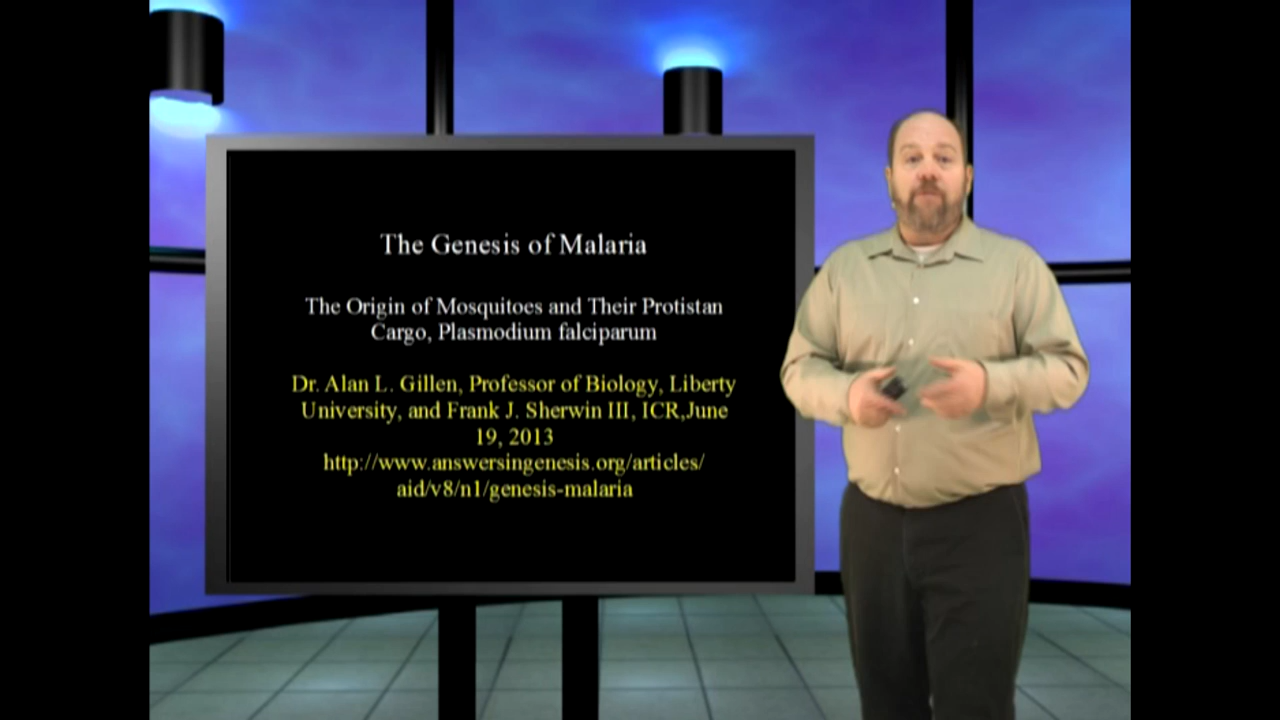 The Genesis of Malaria
The Origin of Mosquitoes and Their Protistan
Cargo, Plasmodium falciparum
Dr. Alan L. Gillen, Professor of Biology, Liberty
University, and Frank J. Sherwin III, ICR,June
19, 2013
http://www.answersingenesis.org/articles/
aid/v8/n1/genesis-malaria